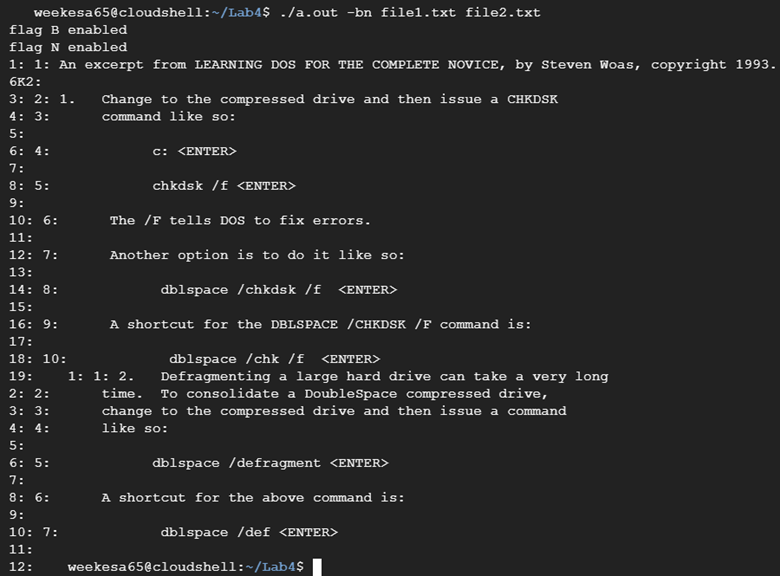 weekesa65@cloudshell:~/Lab4$ ./a.out -bn file1.txt file2.txt
flag B enabled
flag N enabled
1: 1: An excerpt from LEARNING DOS FOR THE COMPLETE NOVICE, by Steven Woas, copyright 1993.
6K2:
3: 2: 1.   Change to the compressed drive and then issue a CHKDSK
4: 3:      command like so:
5:
6: 4:            c: <ENTER>
7:
8: 5:            chkdsk /f <ENTER>
9:
10: 6:      The /F tells DOS to fix errors.
11:
12: 7:      Another option is to do it like so:
13:
14: 8:            dblspace /chkdsk /f  <ENTER>
15:
16: 9:      A shortcut for the DBLSPACE /CHKDSK /F command is:
17:
18: 10:            dblspace /chk /f  <ENTER>
19:    1: 1: 2.   Defragmenting a large hard drive can take a very long
2: 2:      time.  To consolidate a DoubleSpace compressed drive,
3: 3:      change to the compressed drive and then issue a command
4: 4:      like so:
5:
6: 5:            dblspace /defragment <ENTER>
7:
8: 6:      A shortcut for the above command is:
9:
10: 7:            dblspace /def <ENTER>
11:
12:    weekesa65@cloudshell:~/Lab4$